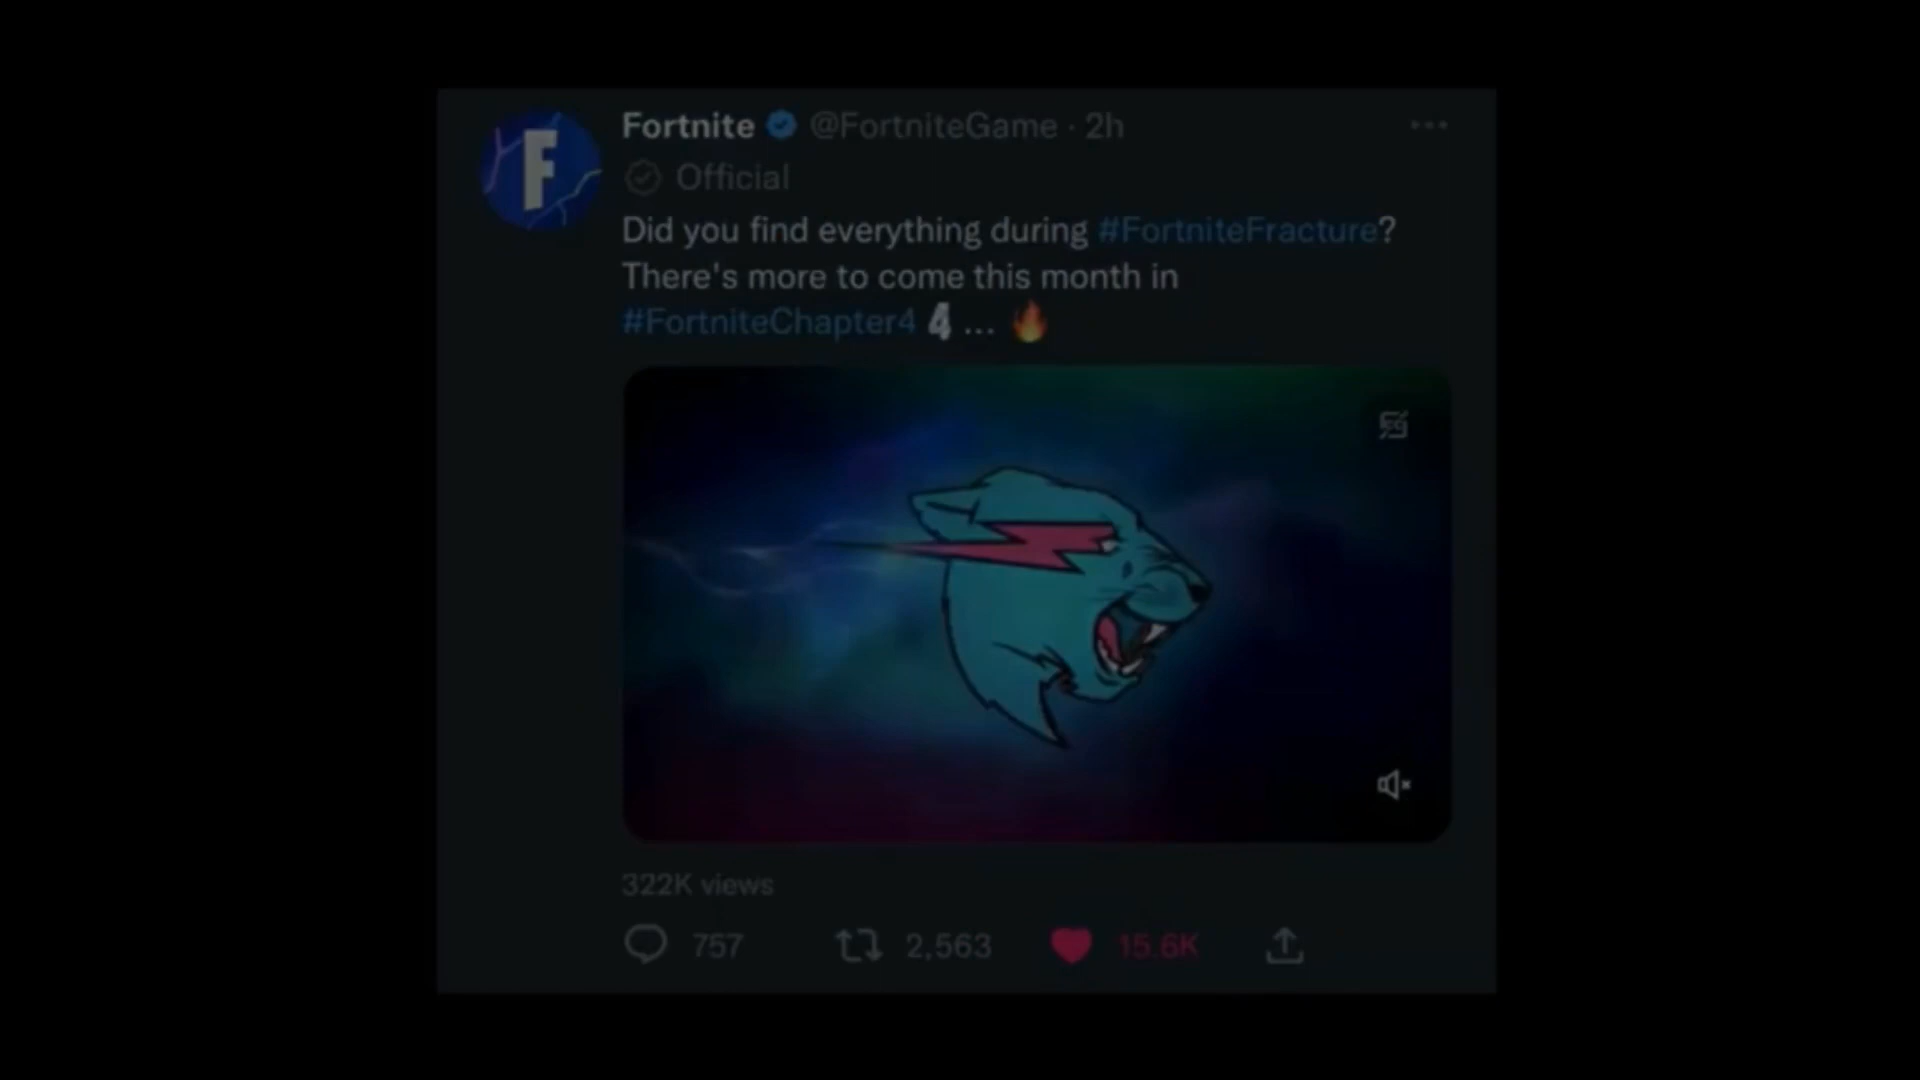 Fortnite @FortniteGame · 2h
Official
Did you find everything during #FortniteFracture?
There's more to come this month in
#FortniteChapter4 4 ... 🔥
322K views
757 2,563 15.6K